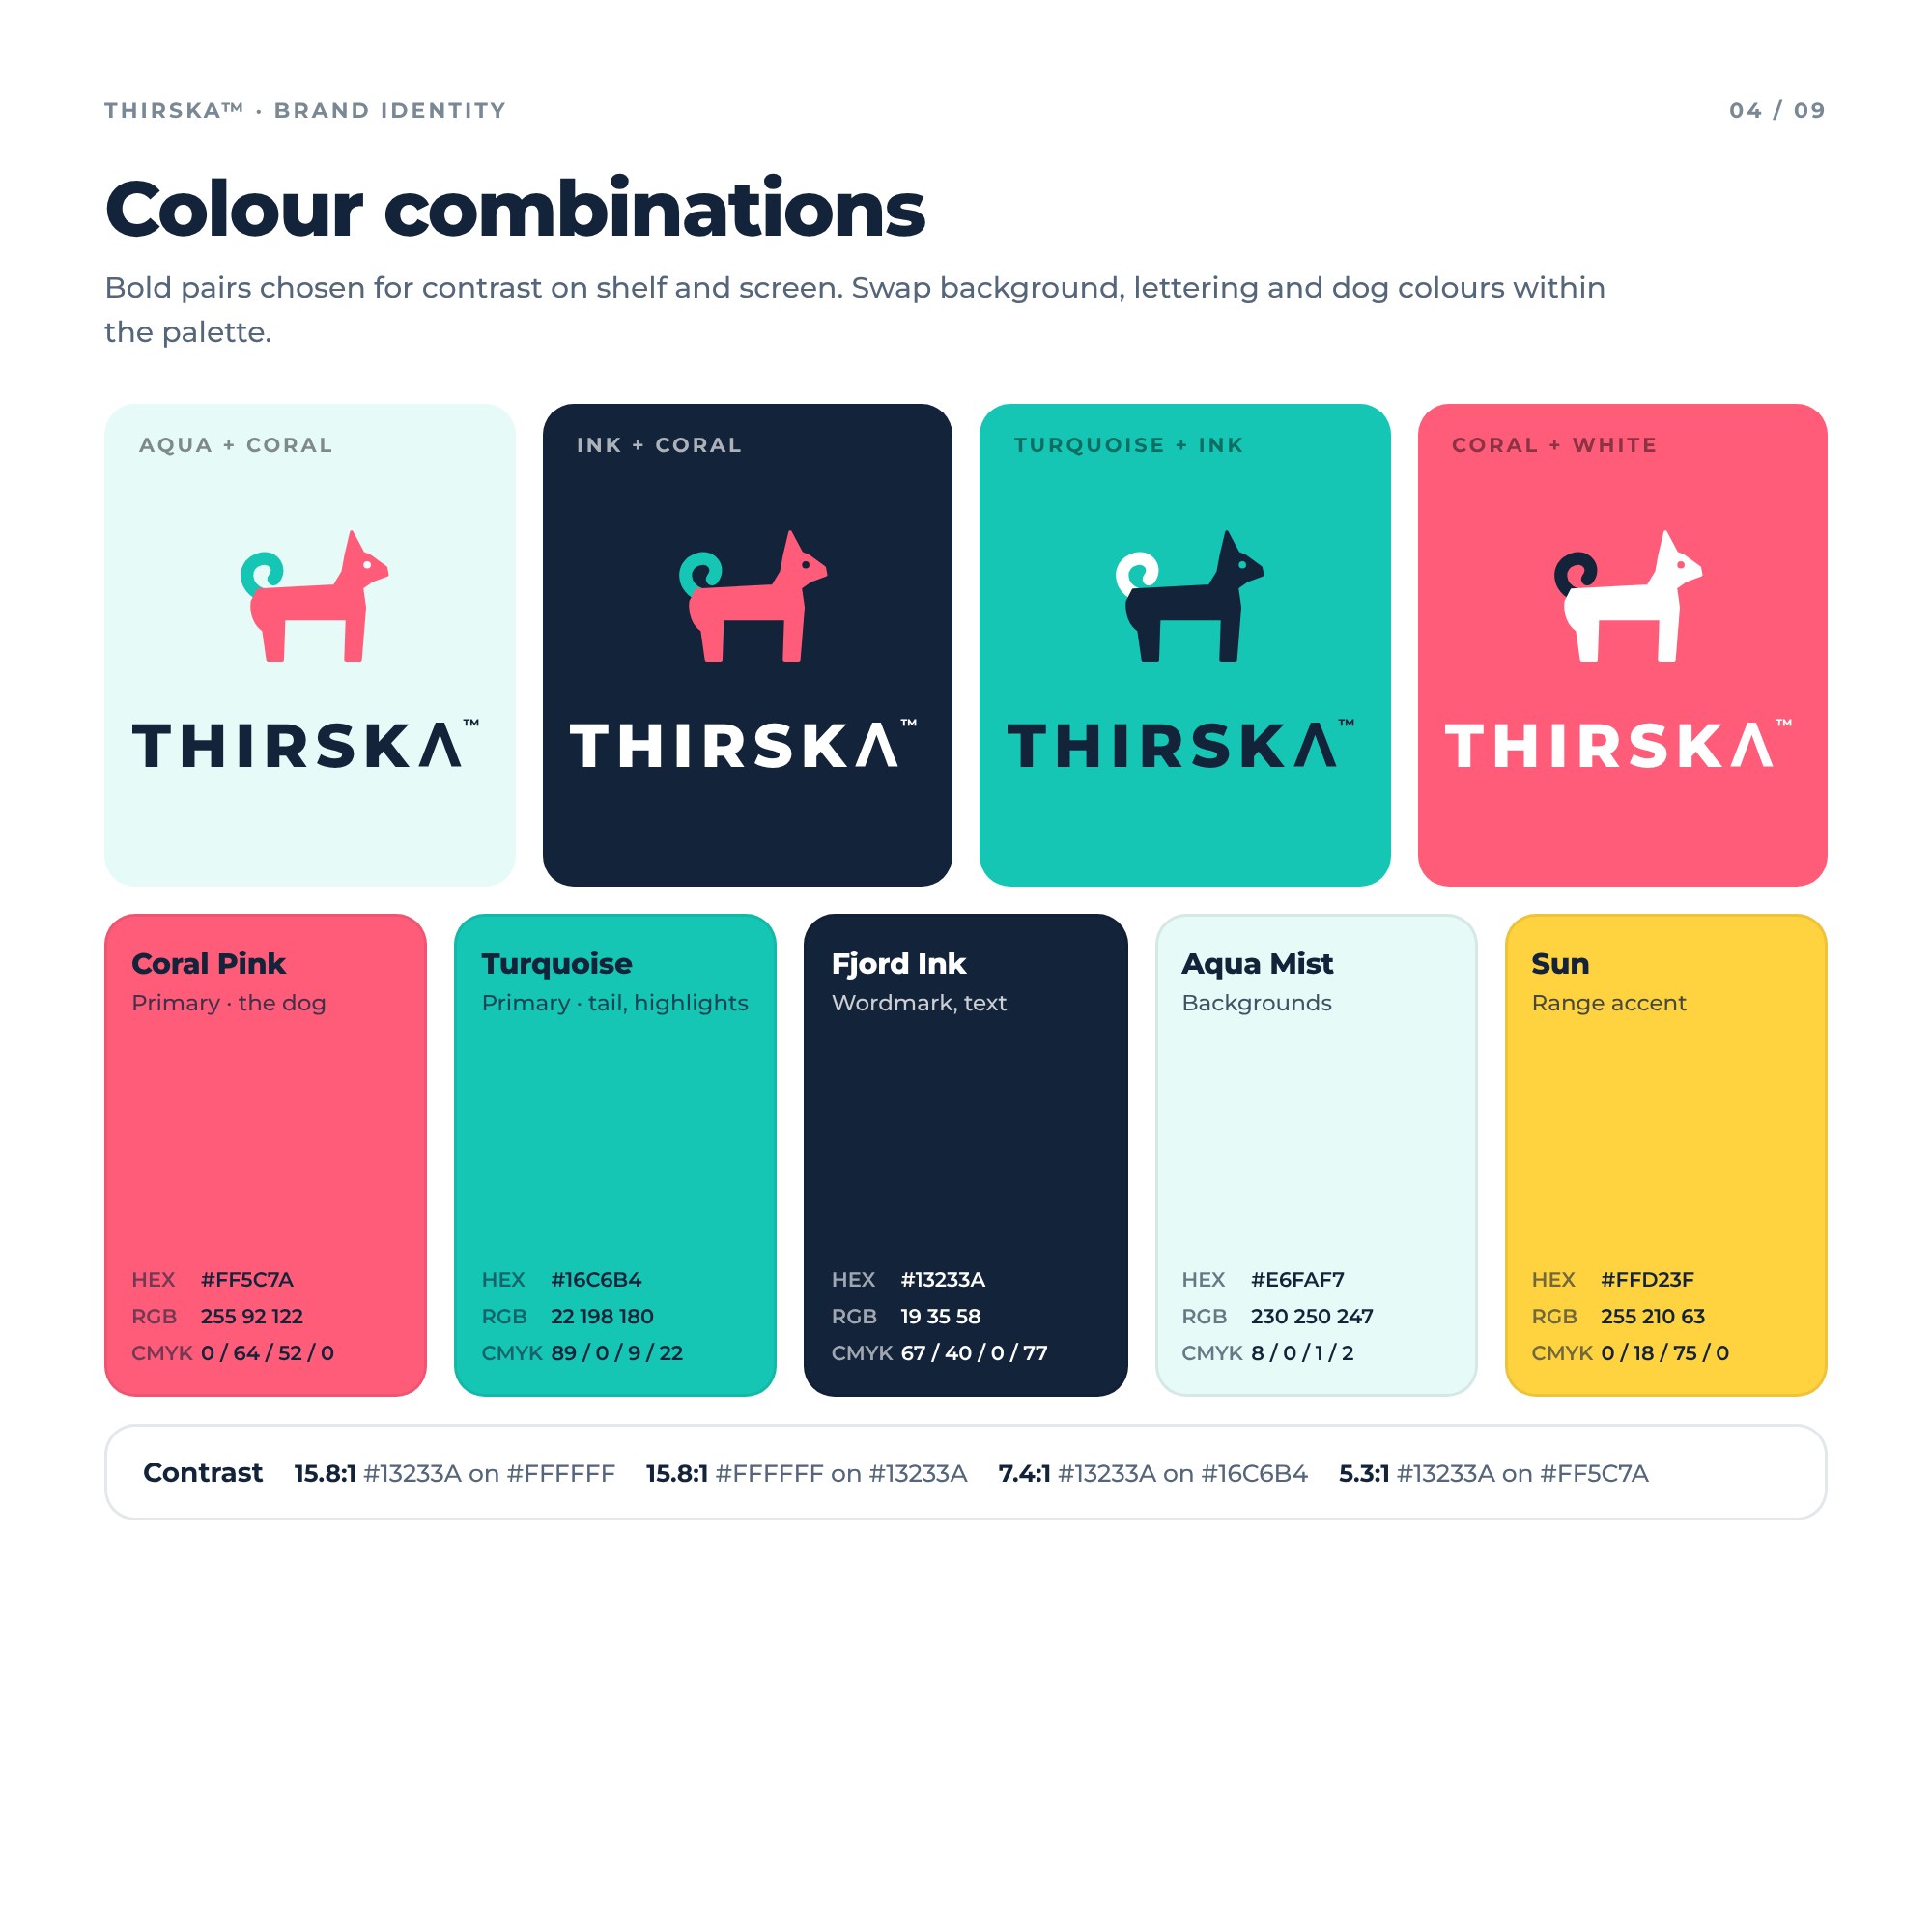 THIRSKA™ · BRAND IDENTITY
04 / 09
Colour combinations
Bold pairs chosen for contrast on shelf and screen. Swap background, lettering and dog colours within
the palette.
AQUA + CORAL
THIRSKΛ™
INK + CORAL
THIRSKΛ™
TURQUOISE + INK
THIRSKΛ™
CORAL + WHITE
THIRSKΛ™
Coral Pink
Primary · the dog
HEX #FF5C7A
RGB 255 92 122
CMYK 0 / 64 / 52 / 0
Turquoise
Primary · tail, highlights
HEX #16C6B4
RGB 22 198 180
CMYK 89 / 0 / 9 / 22
Fjord Ink
Wordmark, text
HEX #13233A
RGB 19 35 58
CMYK 67 / 40 / 0 / 77
Aqua Mist
Backgrounds
HEX #E6FAF7
RGB 230 250 247
CMYK 8 / 0 / 1 / 2
Sun
Range accent
HEX #FFD23F
RGB 255 210 63
CMYK 0 / 18 / 75 / 0
Contrast 15.8:1 #13233A on #FFFFFF 15.8:1 #FFFFFF on #13233A 7.4:1 #13233A on #16C6B4 5.3:1 #13233A on #FF5C7A